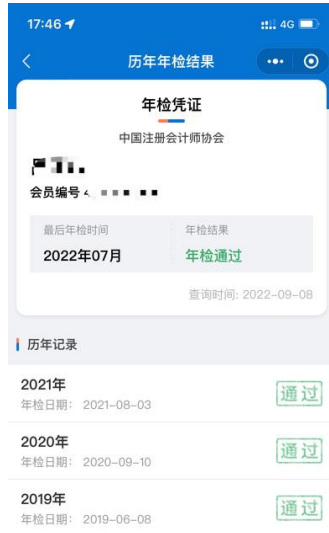 17:46
4G
历年年检结果
年检凭证
中国注册会计师协会
会员编号
最后年检时间 年检结果
2022年07月 年检通过
查询时间: 2022-09-08
历年记录
2021年
年检日期: 2021-08-03
通过
2020年
年检日期: 2020-09-10
通过
2019年
年检日期: 2019-06-08
通过